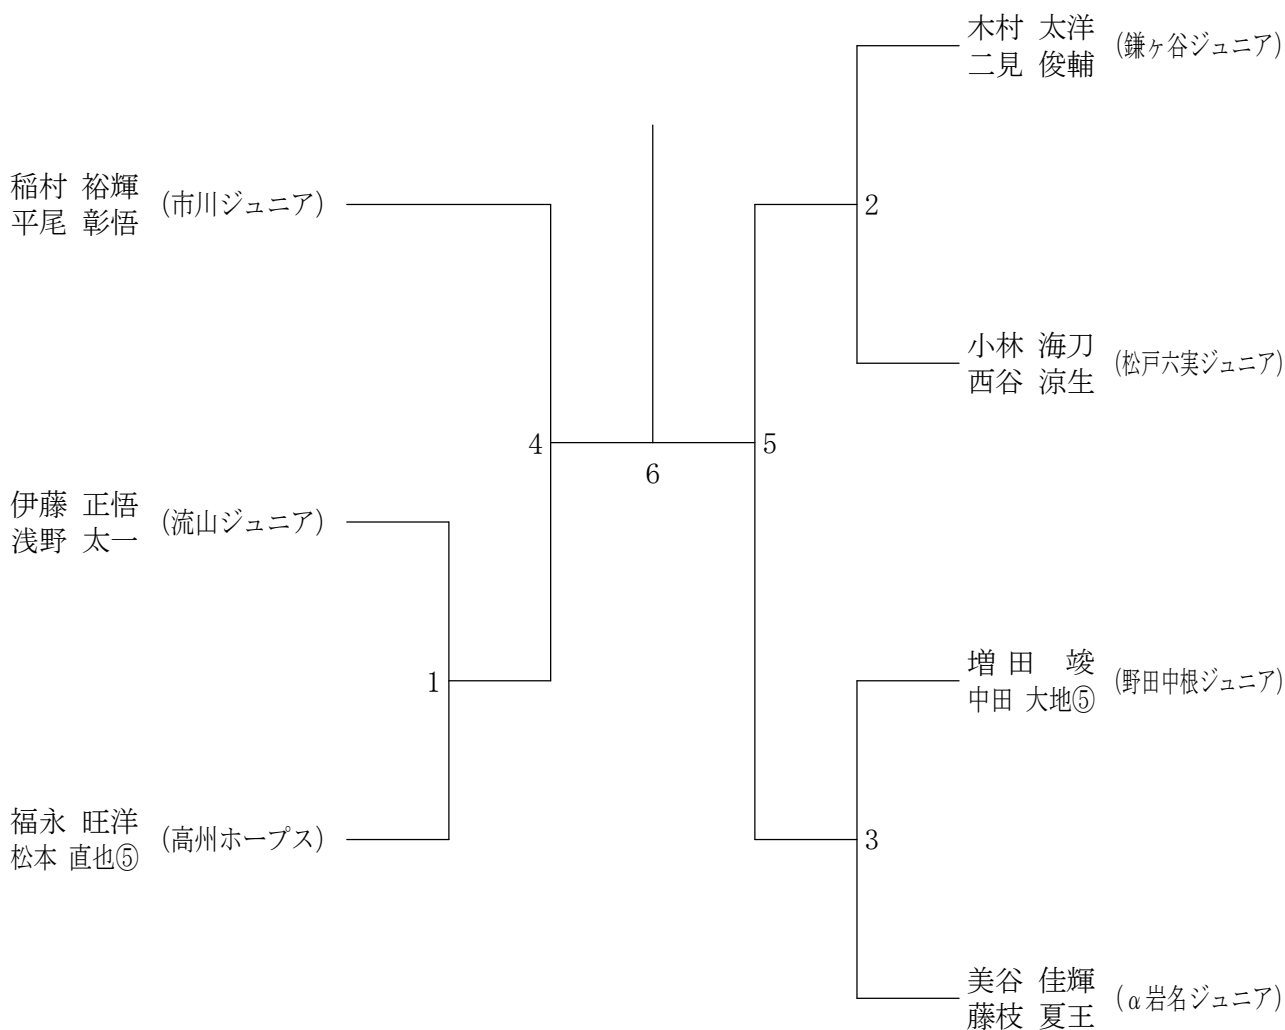 稲村 裕輝
平尾 彰悟
(市川ジュニア)
伊藤 正悟
浅野 太一
(流山ジュニア)
福永 旺洋
松本 直也⑤
(高州ホープス)
1
4
6
5
2
3
木村 太洋
二見 俊輔
(鎌ヶ谷ジュニア)
小林 海刀
西谷 涼生
(松戸六実ジュニア)
増田 竣
中田 大地⑤
(野田中根ジュニア)
美谷 佳輝
藤枝 夏王
(α岩名ジュニア)